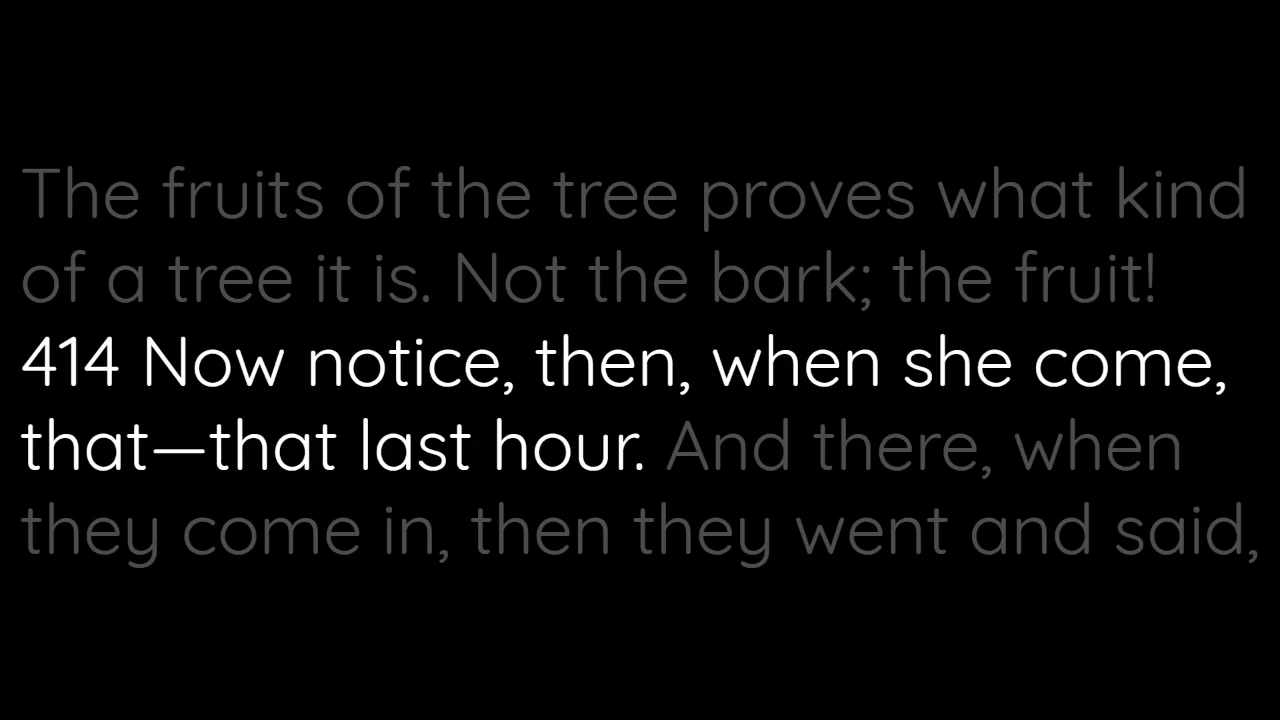 The fruits of the tree proves what kind
of a tree it is. Not the bark; the fruit!
414 Now notice, then, when she come,
that—that last hour. And there, when
they come in, then they went and said,